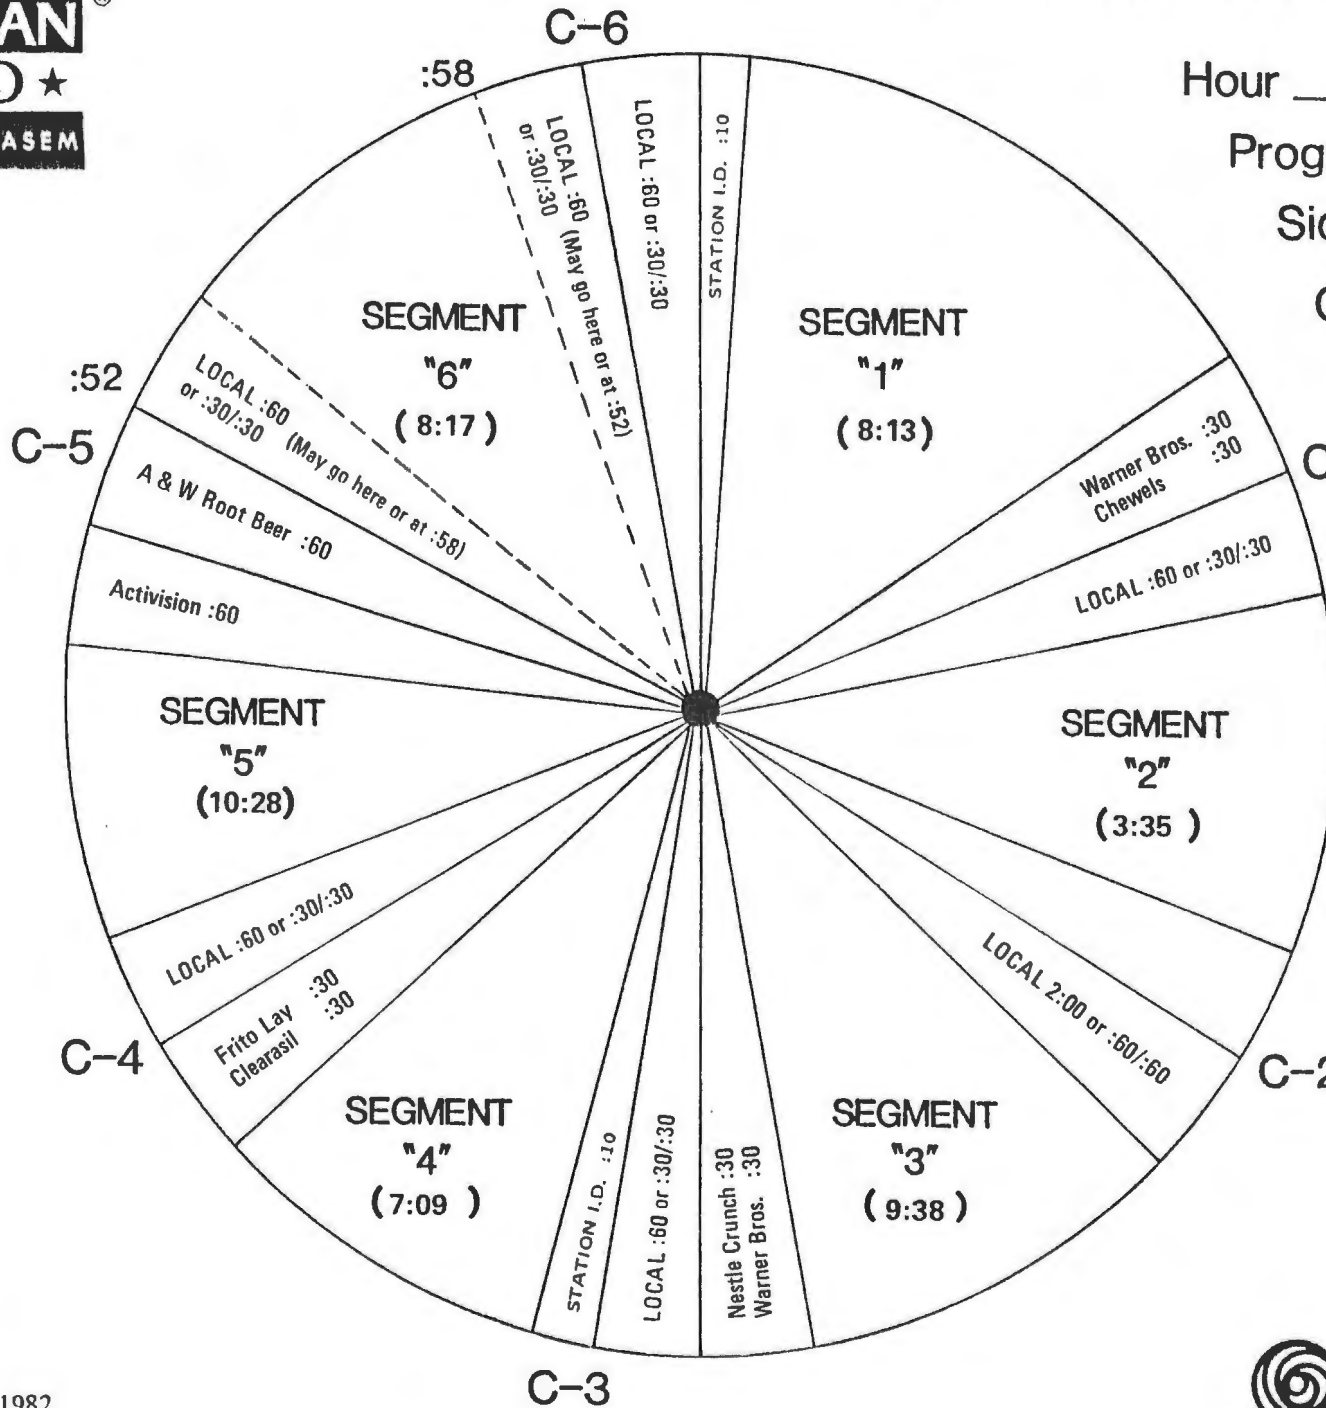 C-6
:58
Hour
LOCAL :60
or :30/:30 (May go here or at :52)
LOCAL :60 or :30/:30
STATION I.D. :10
SEGMENT
"1"
(8:13)
Warner Bros. :30
Chewels :30
LOCAL :60 or :30/:30
SEGMENT
"2"
(3:35 )
LOCAL 2:00 or :60/:60
SEGMENT
"3"
(9:38)
Nestle Crunch :30
Warner Bros. :30
C-3
LOCAL :60 or :30/:30
STATION I.D. :10
SEGMENT
"4"
(7:09 )
Frito Lay :30
Clearasil :30
C-4
LOCAL :60 or :30/:30
SEGMENT
"5"
(10:28)
Activision :60
A & W Root Beer :60
C-5
:52
LOCAL :60
or :30/:30 (May go here or at :58)
SEGMENT
"6"
(8:17)
1982